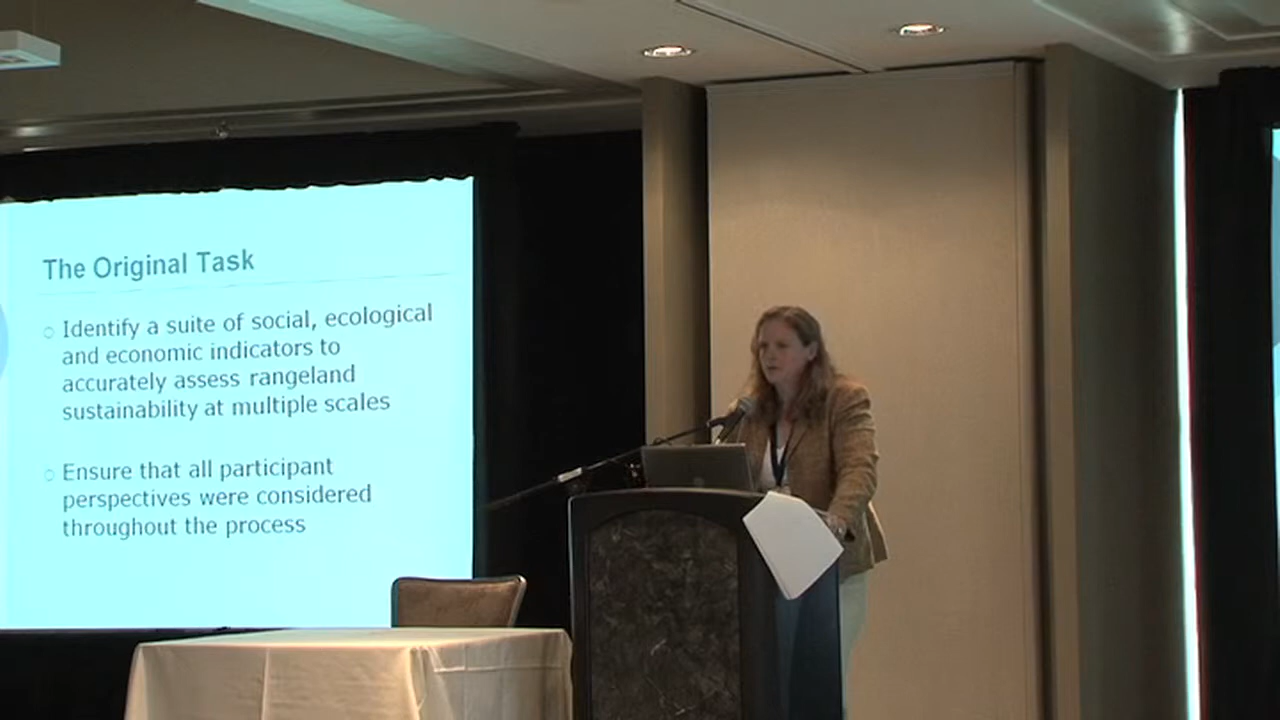 The Original Task
Identify a suite of social, ecological
and economic indicators to
accurately assess rangeland
sustainability at multiple scales
Ensure that all participant
perspectives were considered
throughout the process